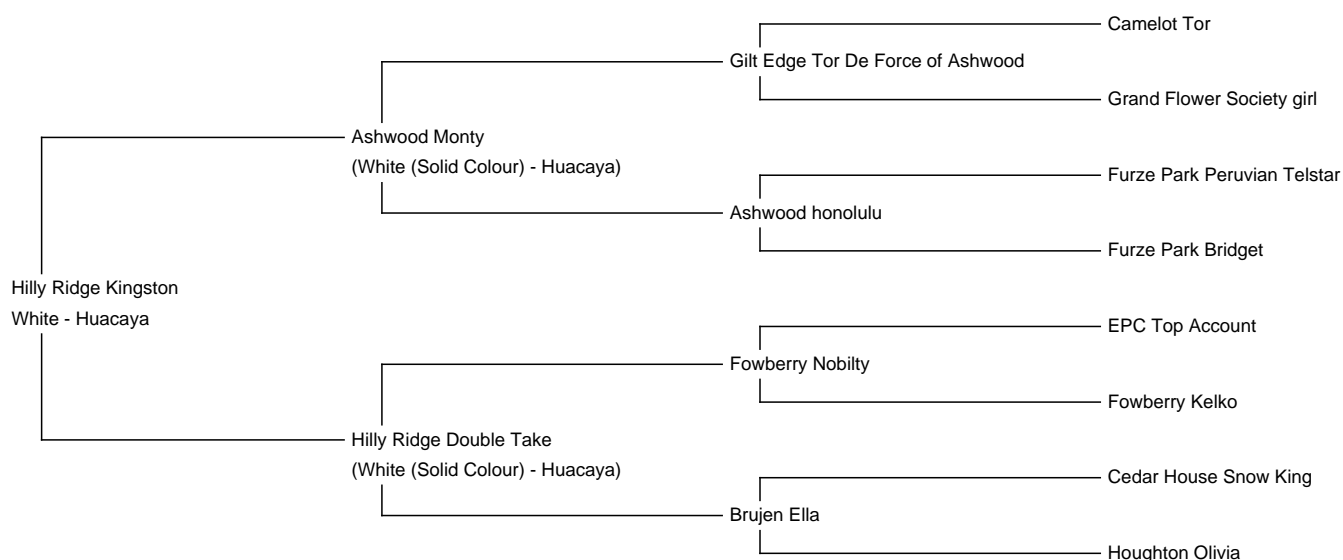 Camelot Tor
Gilt Edge Tor De Force of Ashwood
Grand Flower Society girl
Ashwood Monty
(White (Solid Colour) - Huacaya)
Furze Park Peruvian Telstar
Ashwood honolulu
Furze Park Bridget
Hilly Ridge Kingston
White - Huacaya
EPC Top Account
Fowberry Nobilty
Fowberry Kelko
Hilly Ridge Double Take
(White (Solid Colour) - Huacaya)
Cedar House Snow King
Brujen Ella
Houghton Olivia